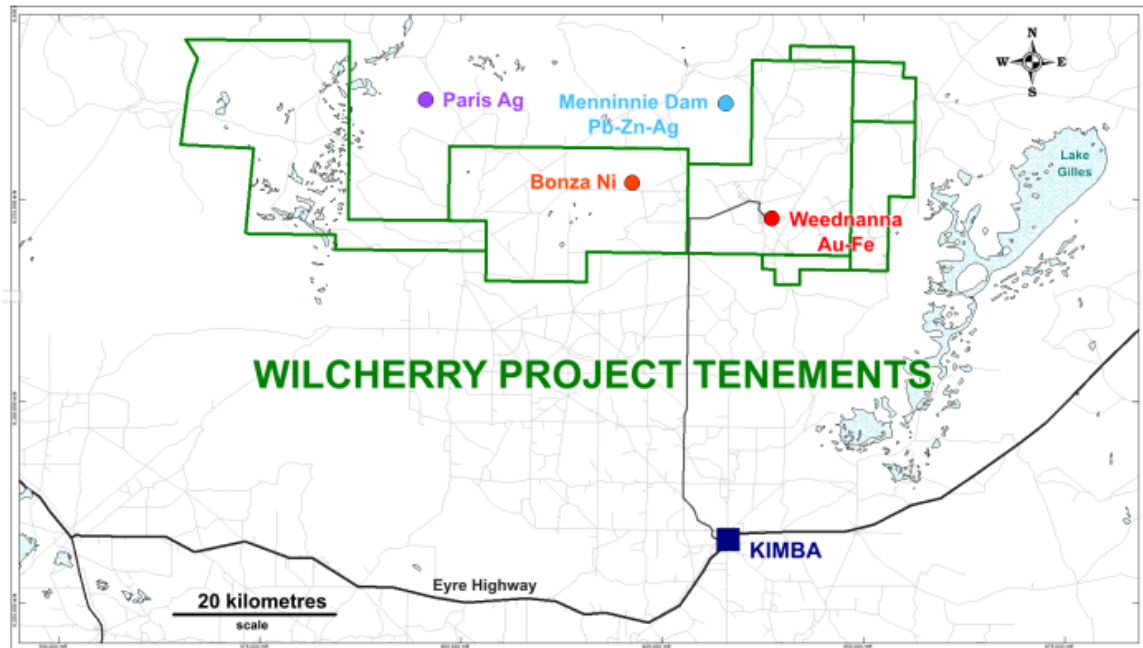 N
W E
S
Paris Ag
Menninnie Dam
Pb-Zn-Ag
Lake
Gilles
Bonza Ni
Weednanna
Au-Fe
WILCHERRY PROJECT TENEMENTS
KIMBA
Eyre Highway
20 kilometres
scale